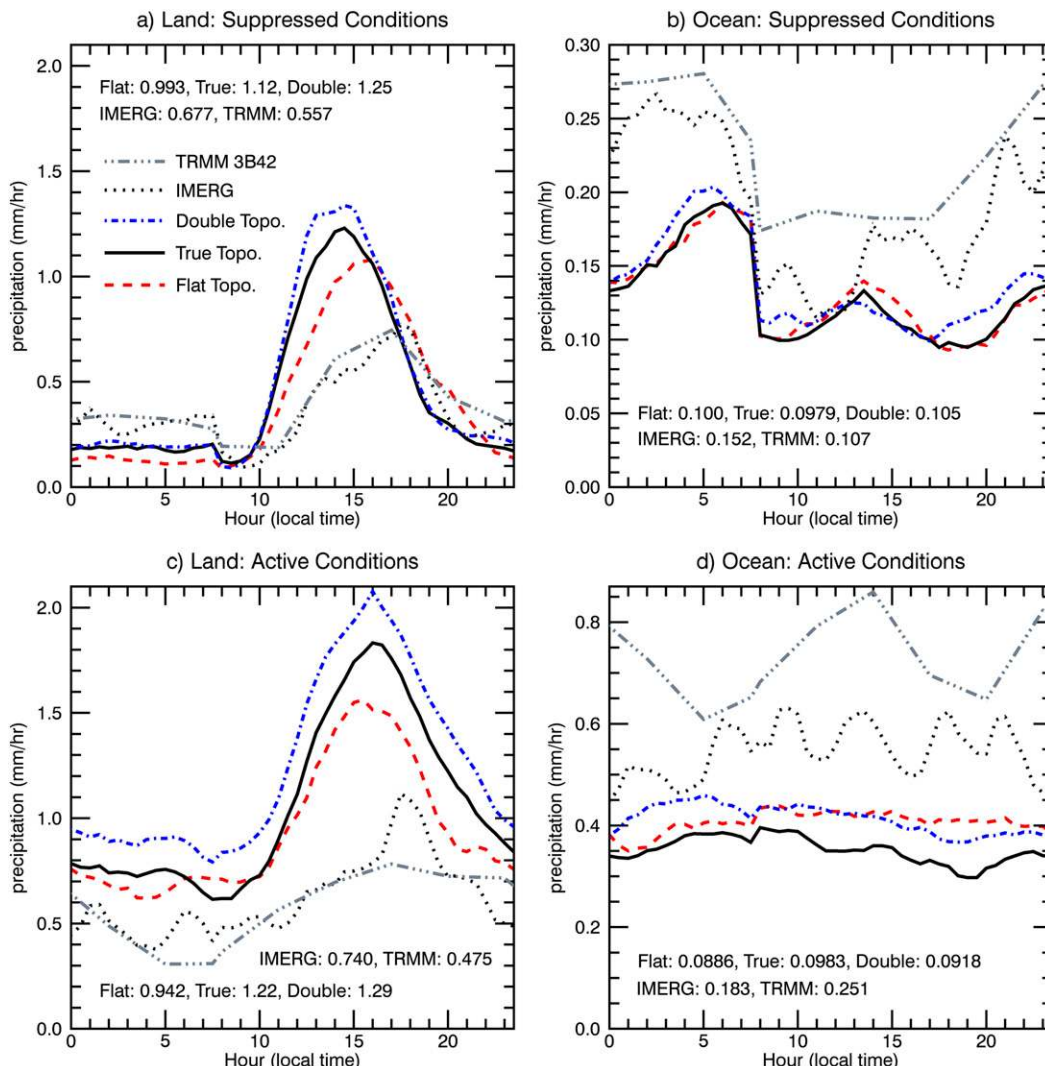 a) Land: Suppressed Conditions
precipitation (mm/hr)
2.0
1.5
1.0
0.5
0.0
Flat: 0.993, True: 1.12, Double: 1.25
IMERG: 0.677, TRMM: 0.557
TRMM 3B42
IMERG
Double Topo.
True Topo.
Flat Topo.
0 5 10 15 20
Hour (local time)
b) Ocean: Suppressed Conditions
precipitation (mm/hr)
0.30
0.25
0.20
0.15
0.10
0.05
0.00
Flat: 0.100, True: 0.0979, Double: 0.105
IMERG: 0.152, TRMM: 0.107
0 5 10 15 20
Hour (local time)
c) Land: Active Conditions
precipitation (mm/hr)
2.0
1.5
1.0
0.5
0.0
IMERG: 0.740, TRMM: 0.475
Flat: 0.942, True: 1.22, Double: 1.29
0 5 10 15 20
Hour (local time)
d) Ocean: Active Conditions
precipitation (mm/hr)
0.8
0.6
0.4
0.2
0.0
Flat: 0.0886, True: 0.0983, Double: 0.0918
IMERG: 0.183, TRMM: 0.251
0 5 10 15 20
Hour (local time)